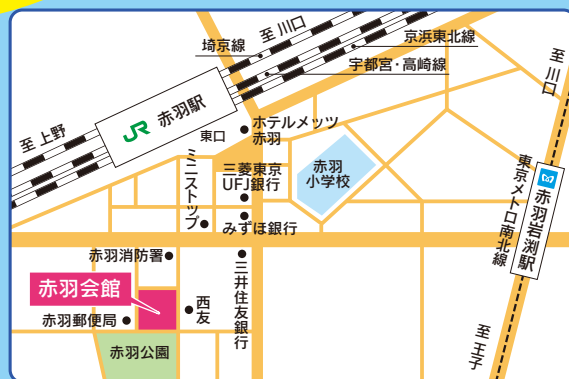 埼京線
至 川口
京浜東北線
宇都宮・高崎線
至 川口
至 上野
JR 赤羽駅
東口
ホテルメッツ
赤羽
ミニストップ
三菱東京
UFJ銀行
赤羽
小学校
みずほ銀行
東京メトロ南北線
赤羽岩渕駅
赤羽消防署
赤羽会館
西友
三井住友銀行
赤羽郵便局
赤羽公園
至 王子